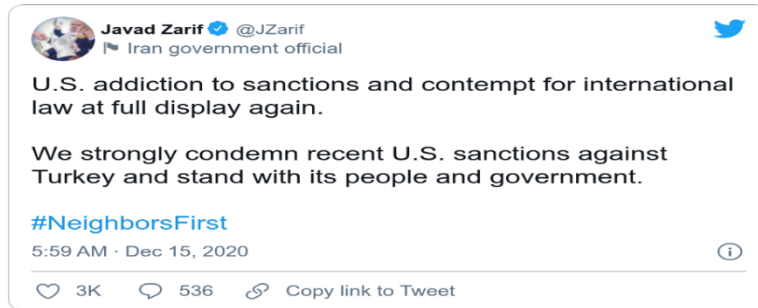 Javad Zarif @JZarif
Iran government official
U.S. addiction to sanctions and contempt for international
law at full display again.
We strongly condemn recent U.S. sanctions against
Turkey and stand with its people and government.
#NeighborsFirst
5:59 AM · Dec 15, 2020
3K 536 Copy link to Tweet